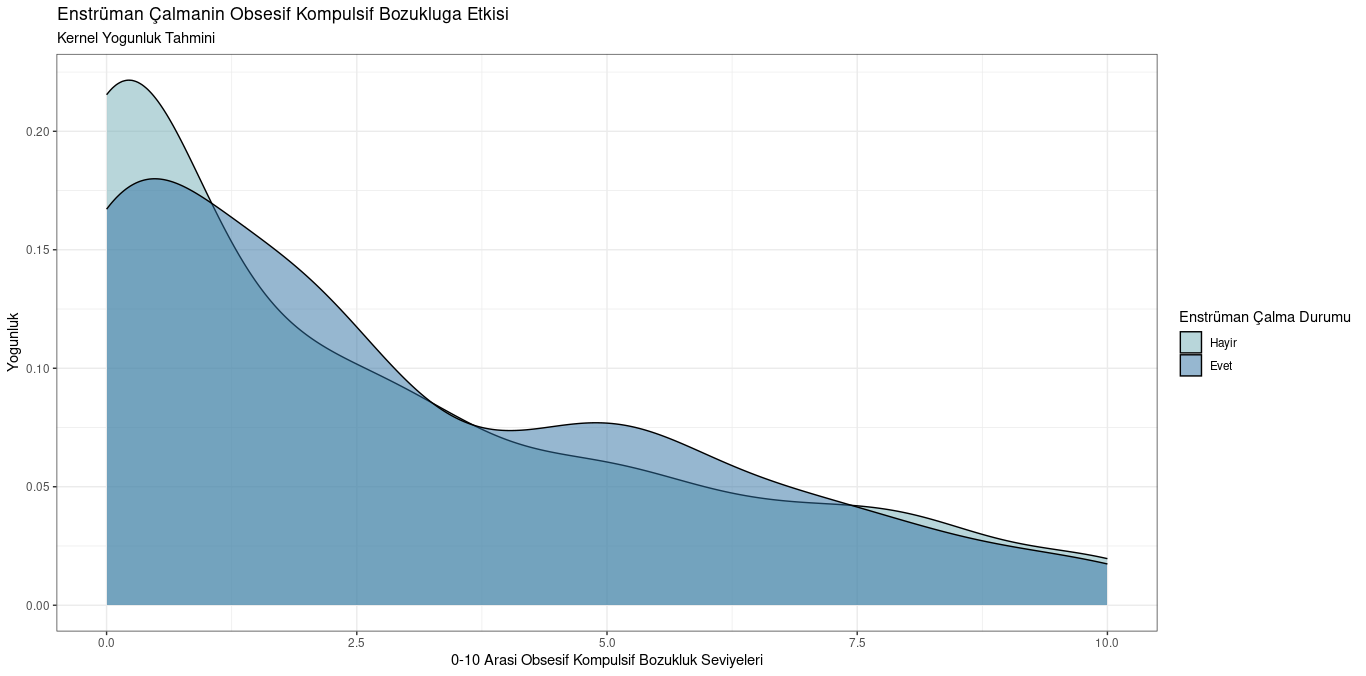 Enstrüman Çalmanin Obsesif Kompulsif Bozukluga Etkisi
Kernel Yogunluk Tahmini
Yogunluk
0.20
0.15
0.10
0.05
0.00
0.0
2.5
5.0
7.5
10.0
0-10 Arasi Obsesif Kompulsif Bozukluk Seviyeleri
Enstrüman Çalma Durumu
Hayir
Evet